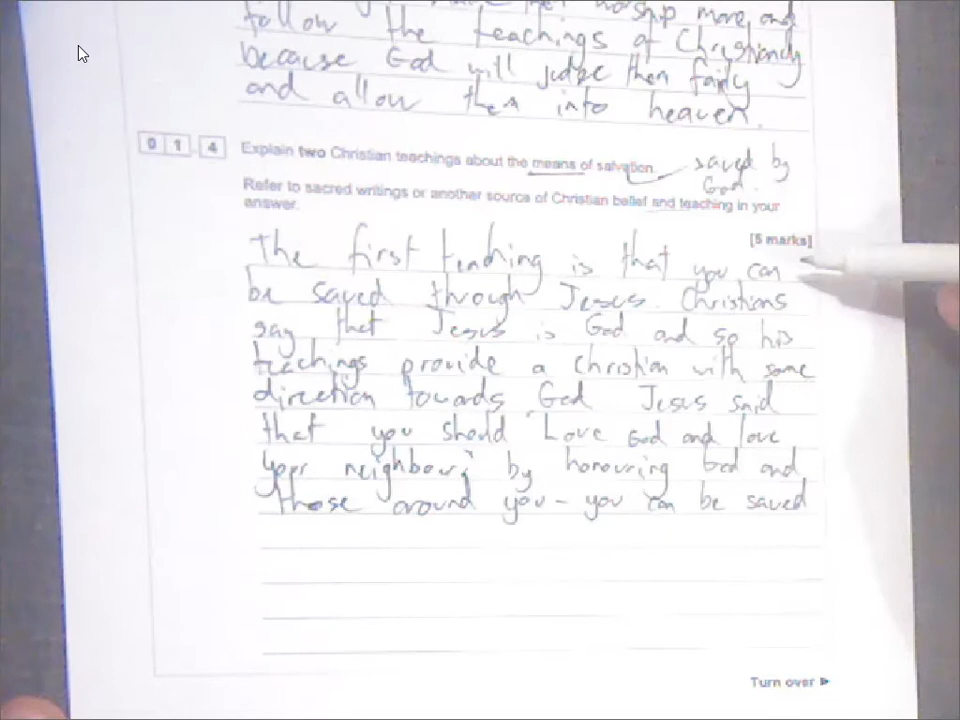 worship more, and
follow the teachings of Christianity
because God will judge them fairly
and allow them into heaven.
0 1 . 4 Explain two Christian teachings about the means of salvation. saved by
God.
Refer to sacred writings or another source of Christian belief and teaching in your
answer.
[5 marks]
The first teaching is that you can
be saved through Jesus. Christians
say that Jesus is God and so his
teachings provide a Christian with some
direction towards God Jesus said
that you should 'Love God and love
your neighbour' by honouring God and
those around you - you can be saved
Turn over ►